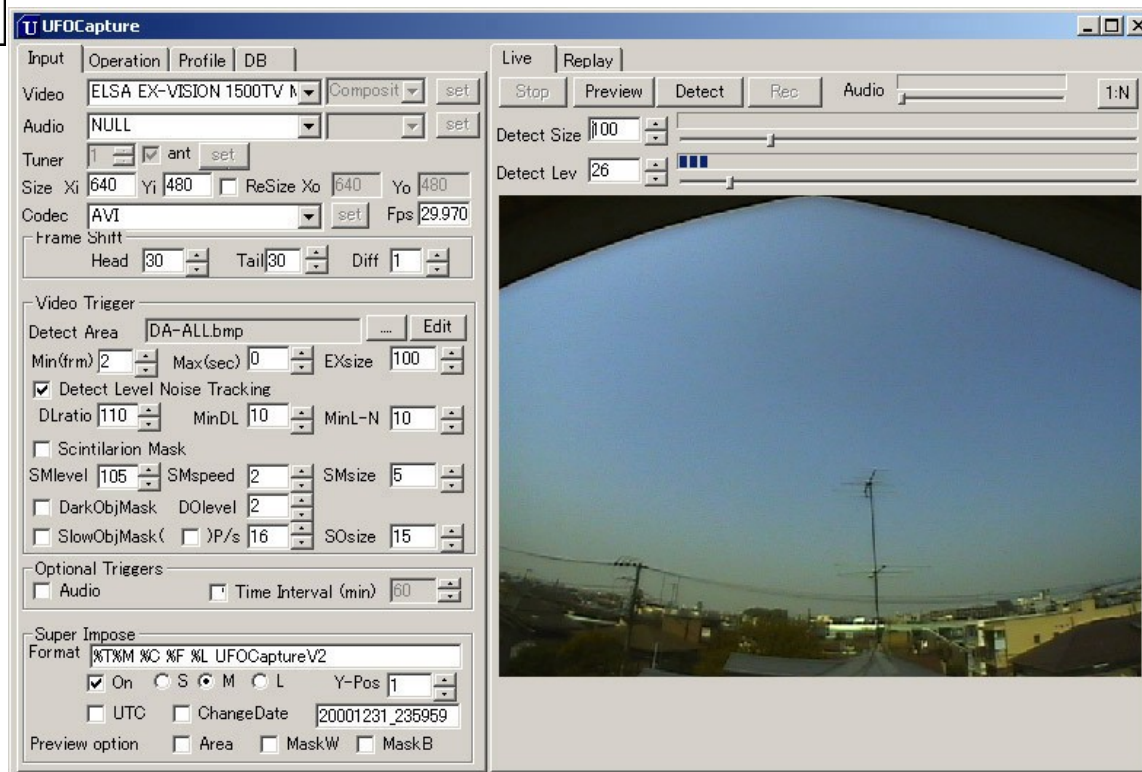 UFOCapture
Input Operation Profile DB
Video ELSA EX-VISION 1500TV Composit set
Audio NULL set
Tuner 1 ant set
Size Xi 640 Yi 480 ReSize Xo 640 Yo 480
Codec AVI set Fps 29.970
Frame Shift
Head 30 Tail 30 Diff 1
Video Trigger
Detect Area DA-ALL.bmp .... Edit
Min(frm) 2 Max(sec) 0 EXsize 100
Detect Level Noise Tracking
DLratio 110 MinDL 10 MinL-N 10
Scintilarion Mask
SMlevel 105 SMspeed 2 SMsize 5
DarkObjMask DOlevel 2
SlowObjMask( )P/s 16 SOsize 15
Optional Triggers
Audio Time Interval (min) 60
Super Impose
Format %T%M %C %F %L UFOCaptureV2
On S M L Y-Pos 1
UTC ChangeDate 20001231_235959
Preview option Area MaskW MaskB
Live Replay
Stop Preview Detect Rec Audio 1:N
Detect Size 100
Detect Lev 26